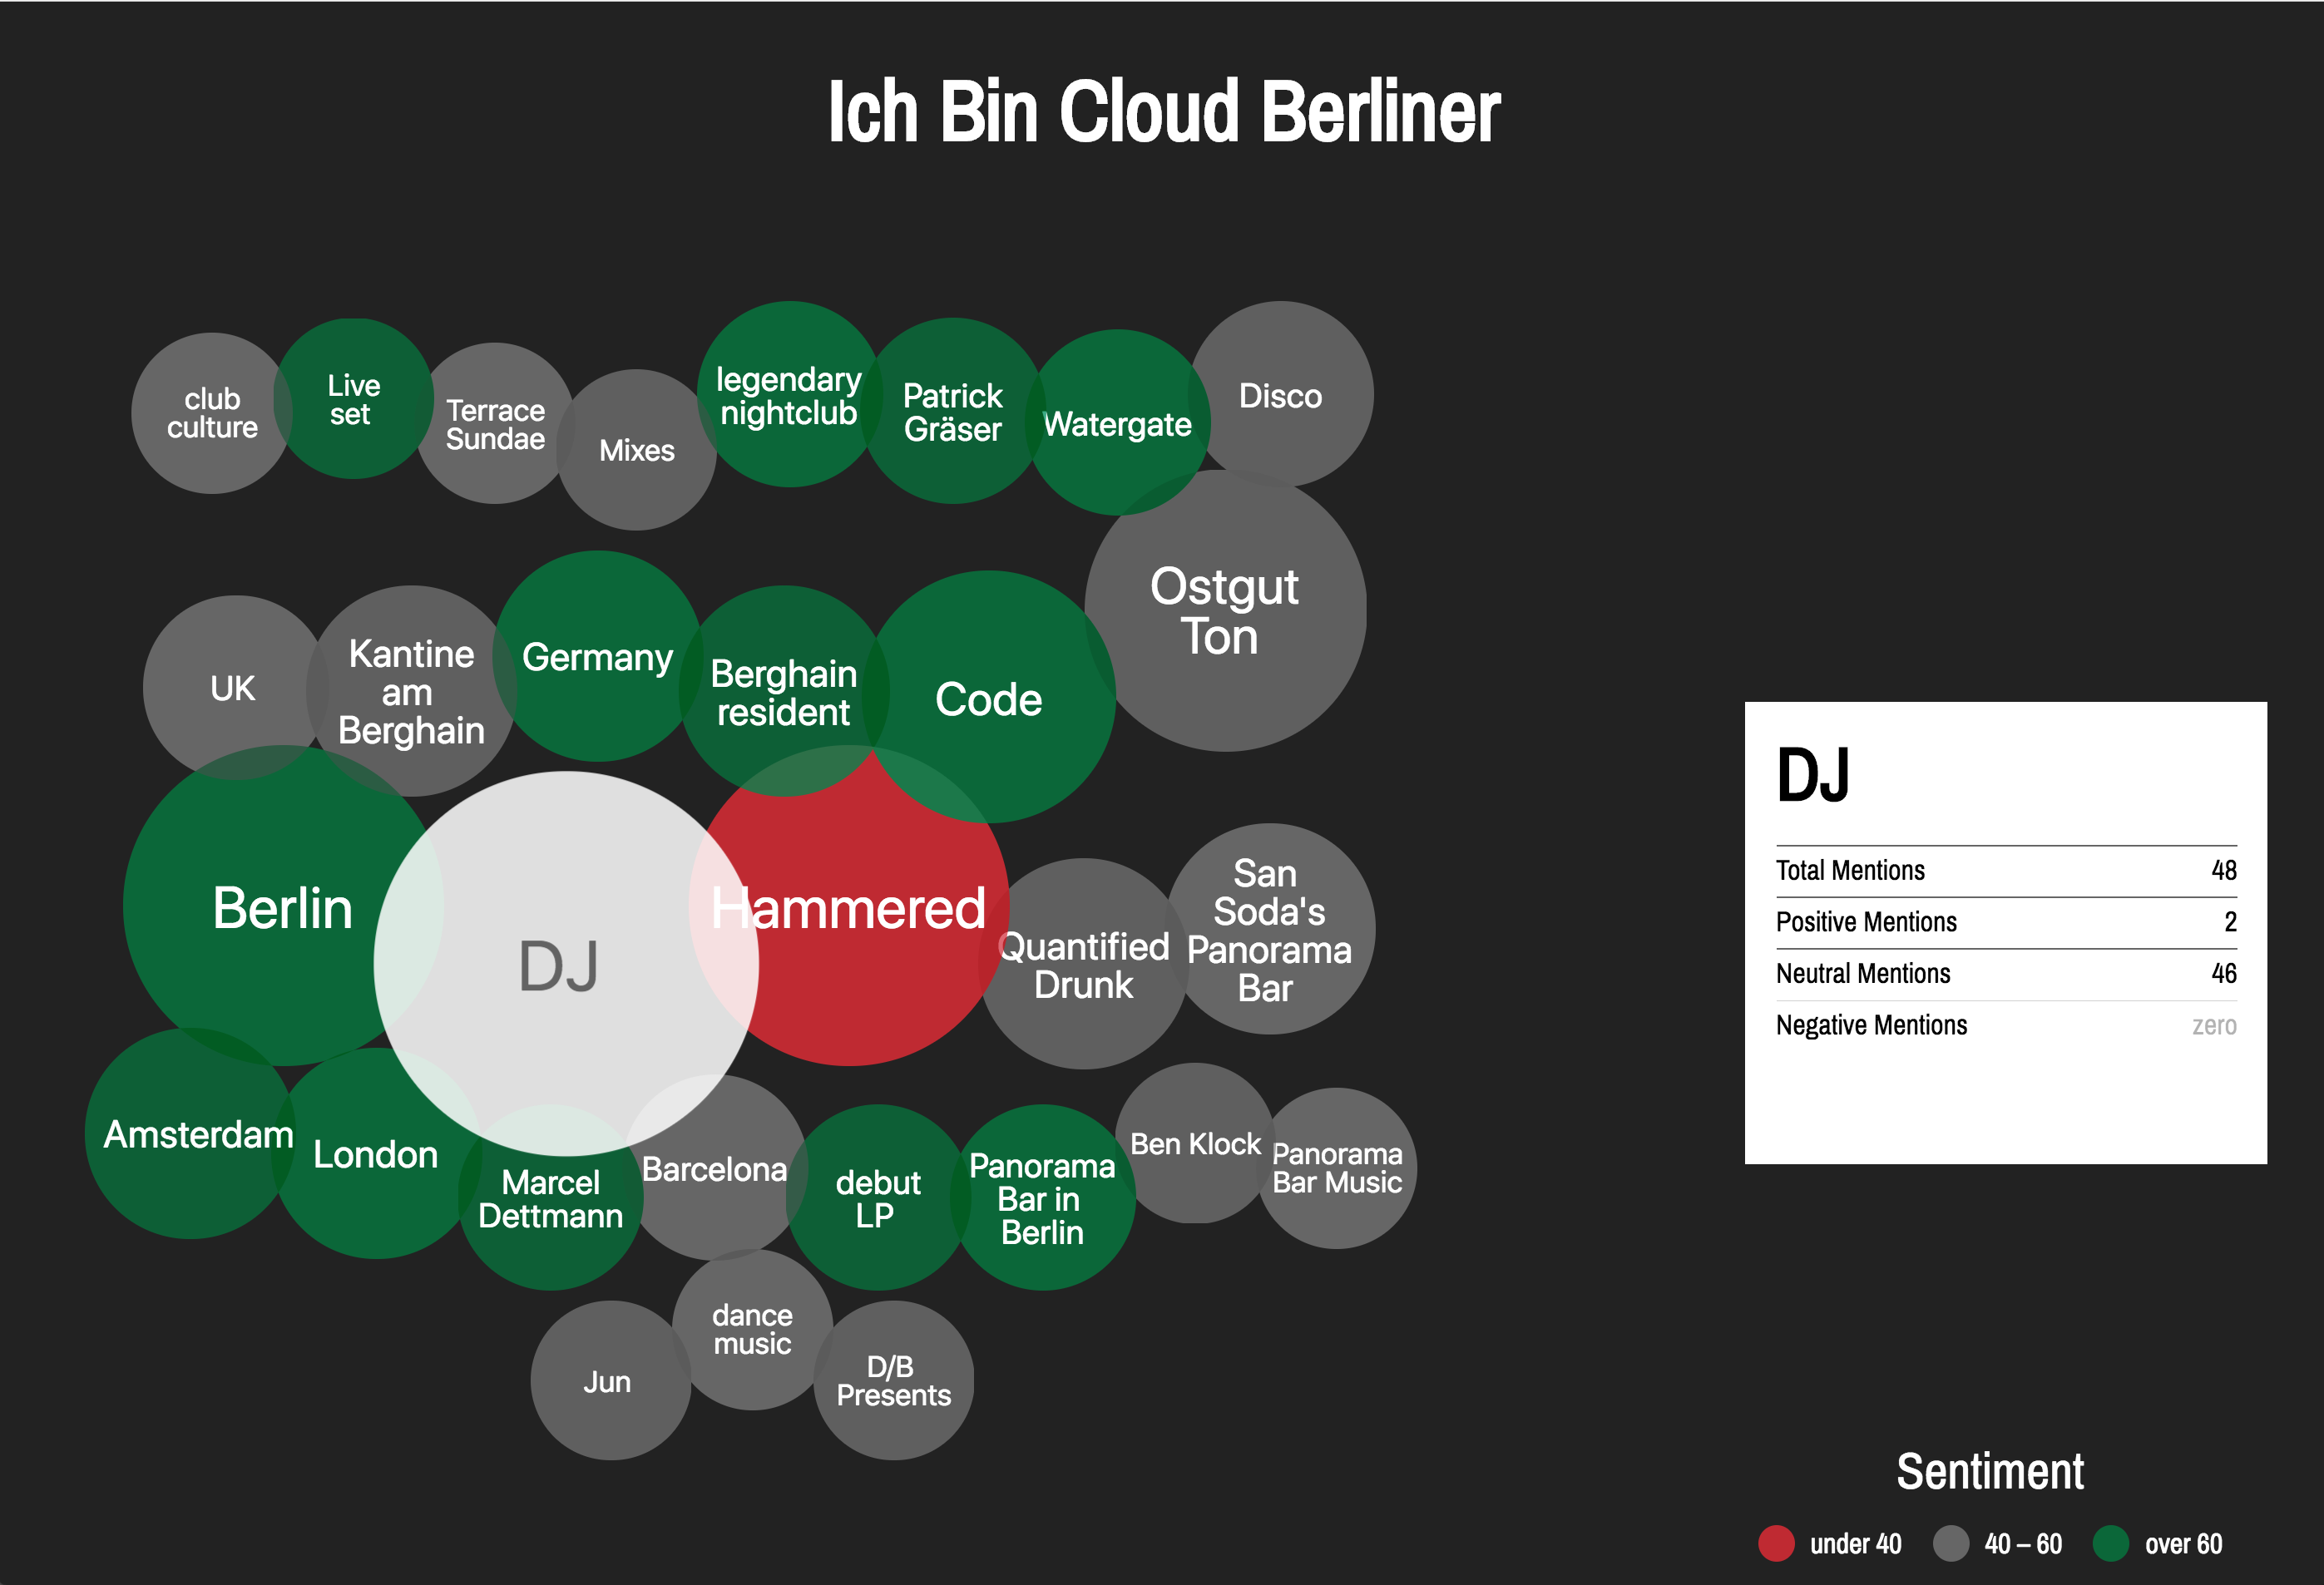 Ich Bin Cloud Berliner
club
culture
Live
set
Terrace
Sundae
Mixes
legendary
nightclub
Patrick
Gräser
Watergate
Disco
Ostgut
Ton
UK
Kantine
am
Berghain
Germany
Berghain
resident
Code
Berlin
DJ
Hammered
Quantified
Drunk
San
Soda's
Panorama
Bar
Amsterdam
London
Marcel
Dettmann
Barcelona
debut
LP
Panorama
Bar in
Berlin
Ben Klock
Panorama
Bar Music
Jun
dance
music
D/B
Presents
DJ
Total Mentions 48
Positive Mentions 2
Neutral Mentions 46
Negative Mentions zero
Sentiment
under 40 40 – 60 over 60